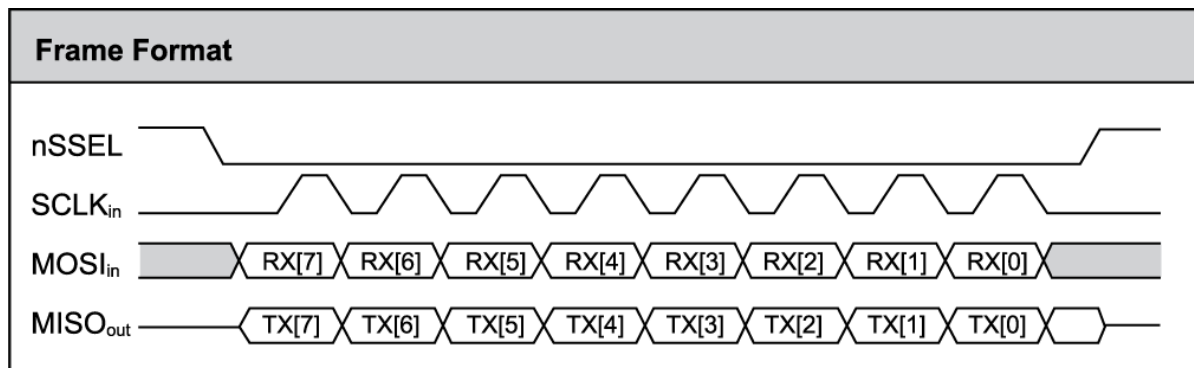 Frame Format
nSSEL
SCLKin
MOSIin RX[7] RX[6] RX[5] RX[4] RX[3] RX[2] RX[1] RX[0]
MISOout TX[7] TX[6] TX[5] TX[4] TX[3] TX[2] TX[1] TX[0]